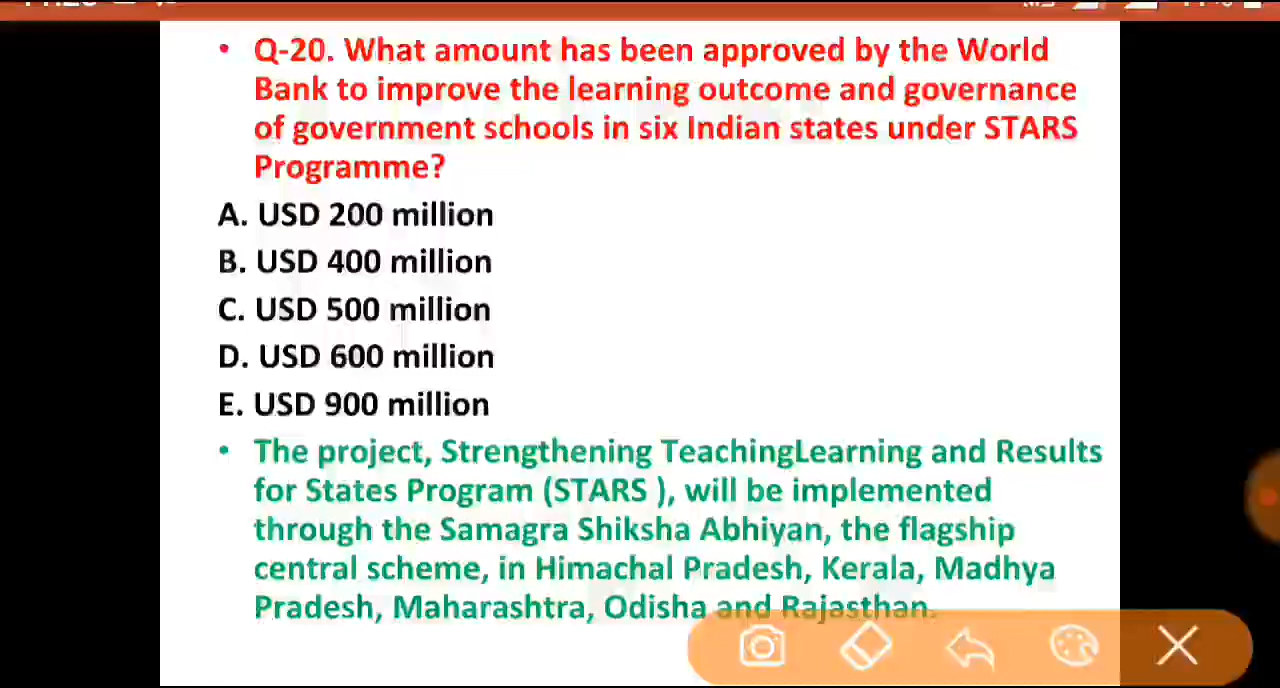 • Q-20. What amount has been approved by the World
Bank to improve the learning outcome and governance
of government schools in six Indian states under STARS
Programme?
A. USD 200 million
B. USD 400 million
C. USD 500 million
D. USD 600 million
E. USD 900 million
• The project, Strengthening TeachingLearning and Results
for States Program (STARS ), will be implemented
through the Samagra Shiksha Abhiyan, the flagship
central scheme, in Himachal Pradesh, Kerala, Madhya
Pradesh, Maharashtra, Odisha and Rajasthan.